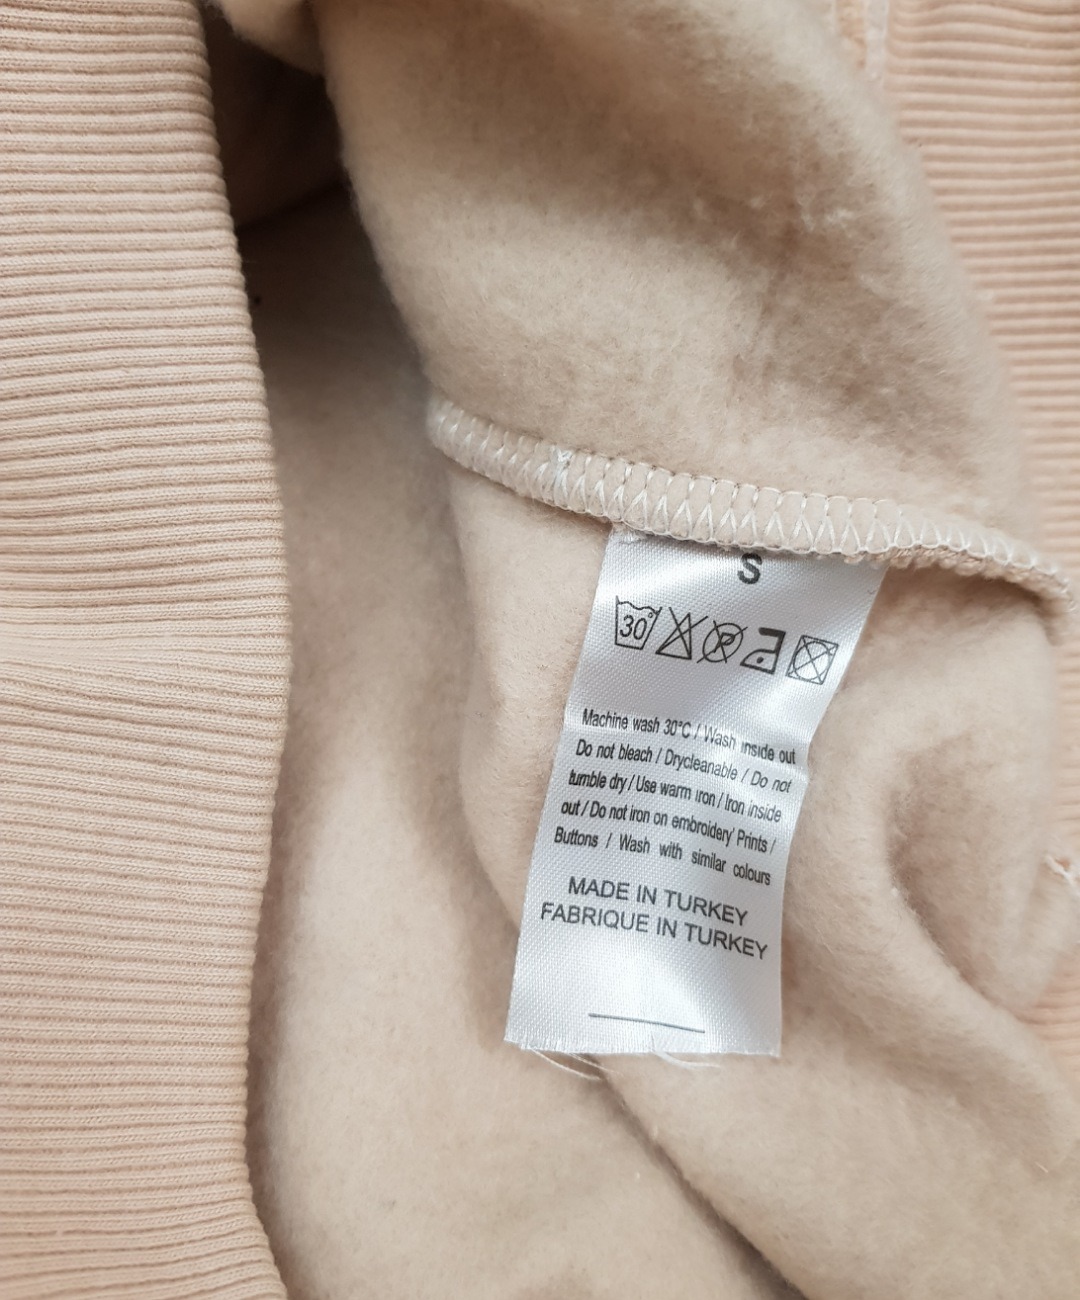 S
30
P
Machine wash 30°C / Wash inside out
Do not bleach / Drycleanable / Do not
tumble dry / Use warm iron / Iron inside
out / Do not iron on embroidery' Prints /
Buttons / Wash with similar colours
MADE IN TURKEY
FABRIQUE IN TURKEY